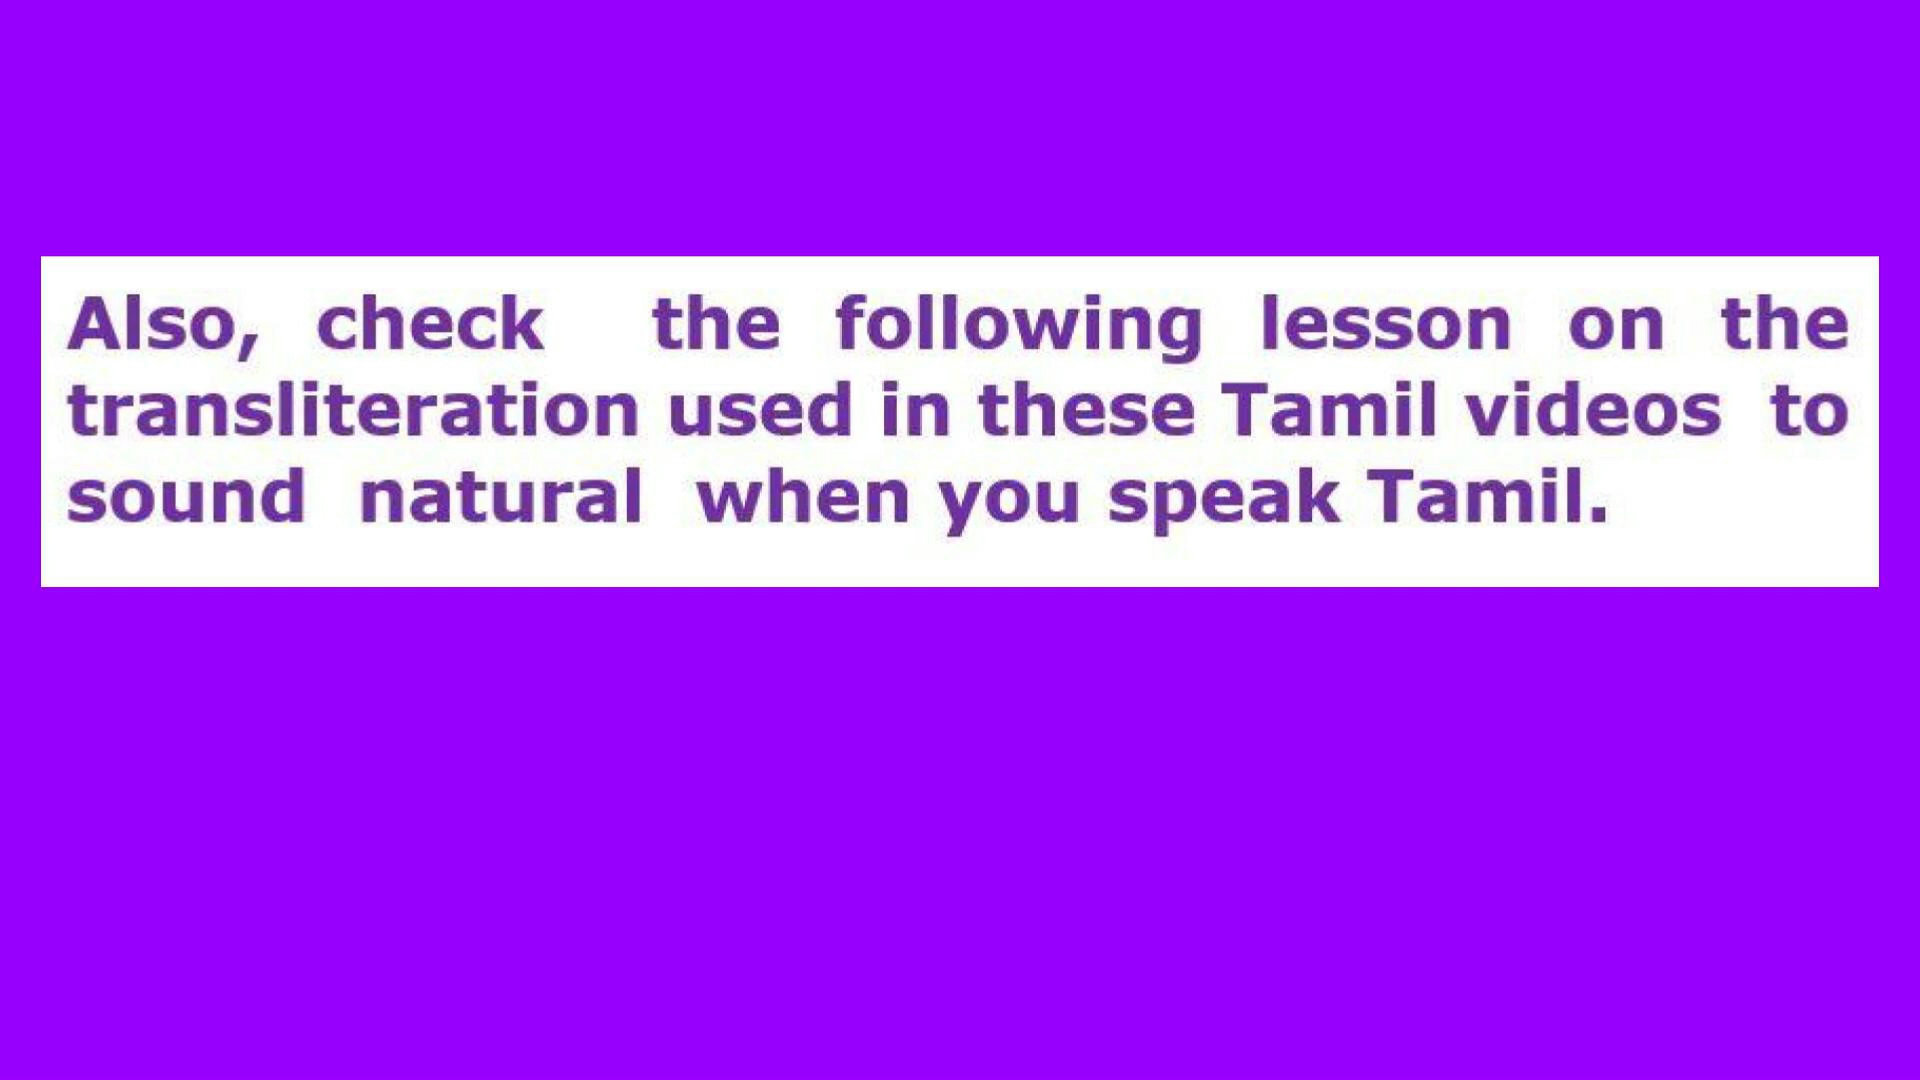 Also, check the following lesson on the
transliteration used in these Tamil videos to
sound natural when you speak Tamil.